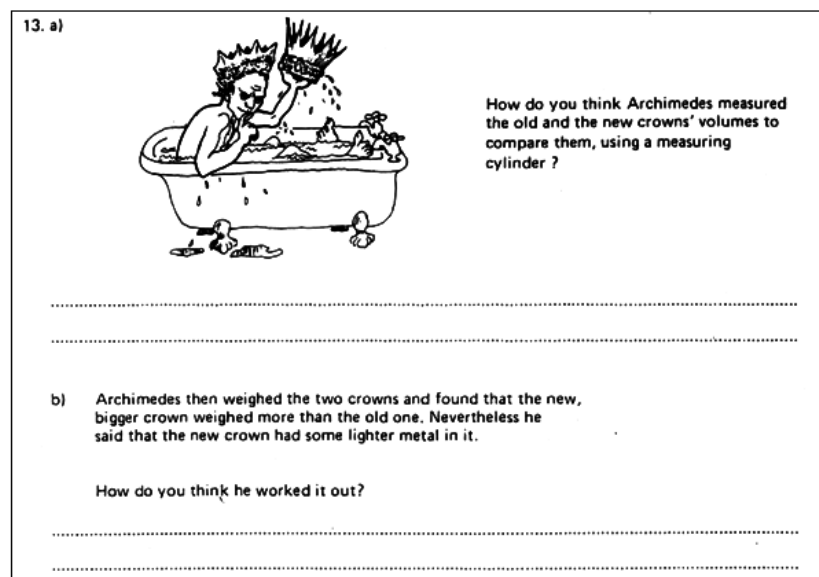 13. a)
How do you think Archimedes measured
the old and the new crowns' volumes to
compare them, using a measuring
cylinder ?
b) Archimedes then weighed the two crowns and found that the new,
bigger crown weighed more than the old one. Nevertheless he
said that the new crown had some lighter metal in it.
How do you think he worked it out?